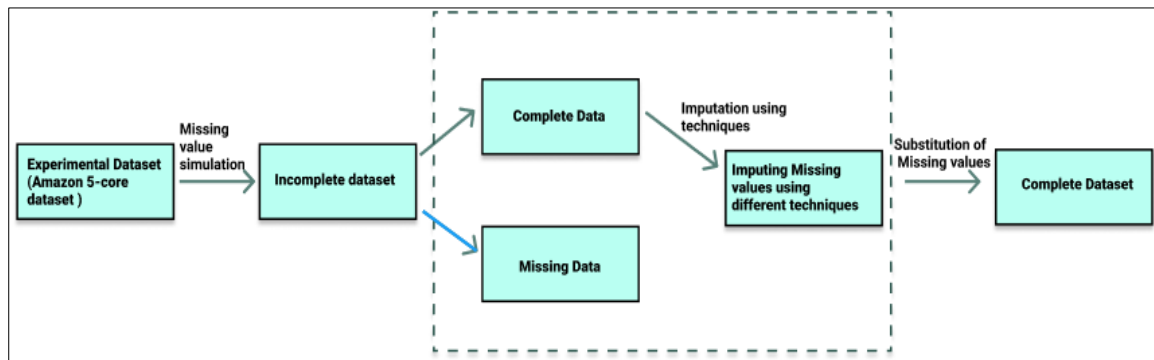 Missing
value
simulation
Experimental Dataset
(Amazon 5-core
dataset )
Incomplete dataset
Complete Data
Missing Data
Imputation using
techniques
Imputing Missing
values using
different techniques
Substitution of
Missing values
Complete Dataset